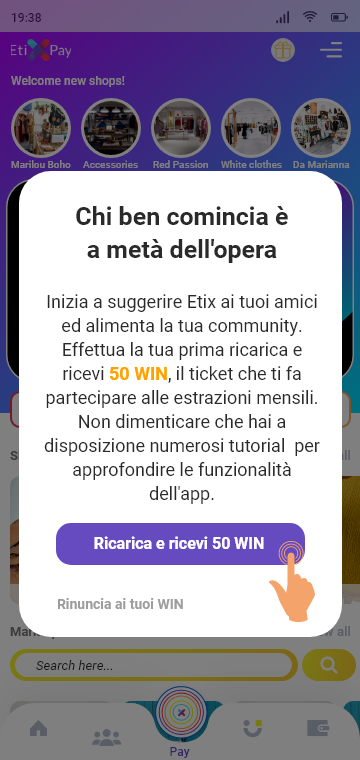 19:38
Eti Pay
Welcome new shops!
Marilou Boho Accessories Red Passion White clothes Da Marianna
Chi ben comincia è
a metà dell'opera
Inizia a suggerire Etix ai tuoi amici
ed alimenta la tua community.
Effettua la tua prima ricarica e
ricevi 50 WIN, il ticket che ti fa
partecipare alle estrazioni mensili.
Non dimenticare che hai a
disposizione numerosi tutorial per
approfondire le funzionalità
dell'app.
Ricarica e ricevi 50 WIN
Rinuncia ai tuoi WIN
Search here...
Pay